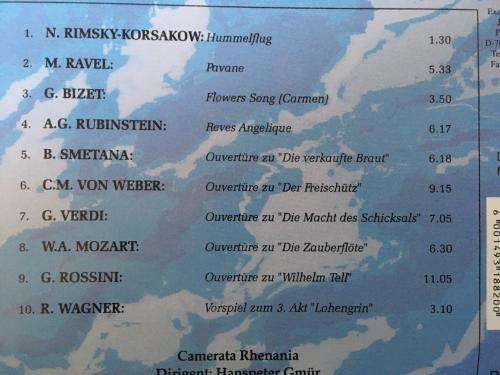 1. N. RIMSKY-KORSAKOW: Hummelflug 1.30
2. M. RAVEL: Pavane 5.33
3. G. BIZET: Flowers Song (Carmen) 3.50
4. A.G. RUBINSTEIN: Reves Angelique 6.17
5. B. SMETANA: Ouvertüre zu "Die verkaufte Braut" 6.18
6. C.M. VON WEBER: Ouvertüre zu "Der Freischütz" 9.15
7. G. VERDI: Ouvertüre zu "Die Macht des Schicksals" 7.05
8. W.A. MOZART: Ouvertüre zu "Die Zauberflöte" 6.30
9. G. ROSSINI: Ouvertüre zu "Wilhelm Tell" 11.05
10. R. WAGNER: Vorspiel zum 3. Akt "Lohengrin" 3.10
Camerata Rhenania
Dirigent: Hanspeter Gmür